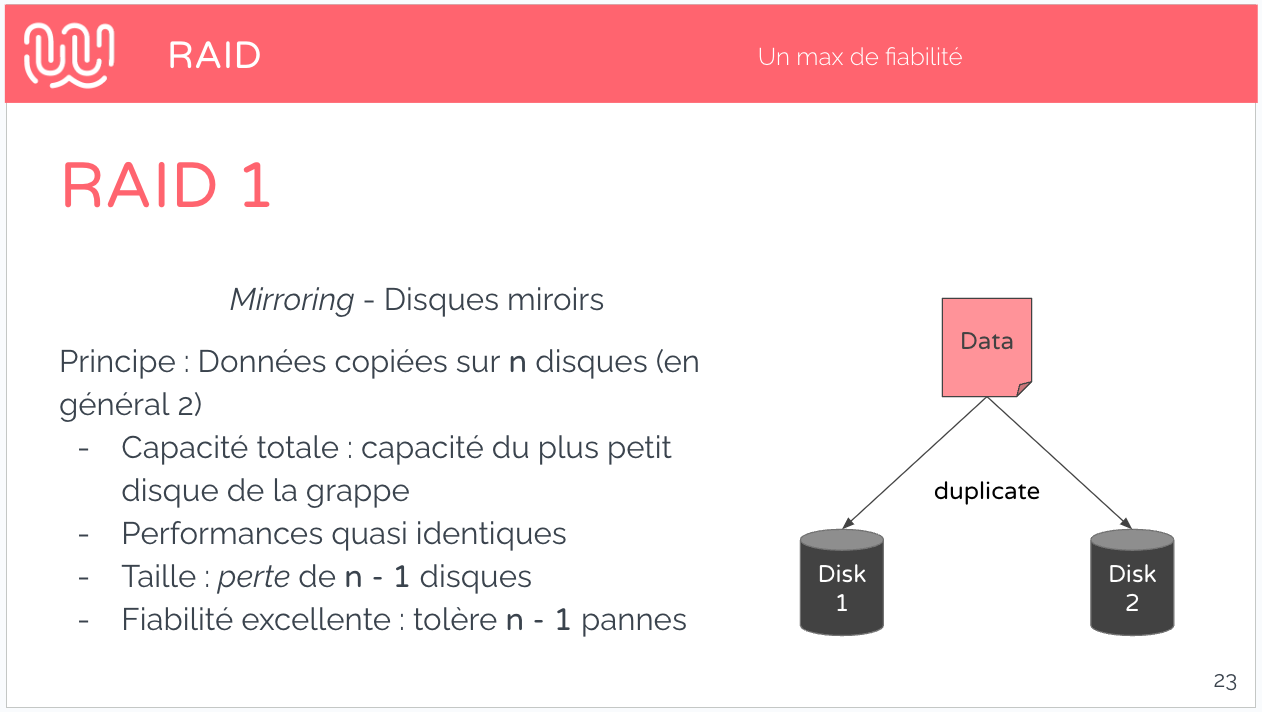 RAID
Un max de fiabilité
RAID 1
Mirroring - Disques miroirs
Principe : Données copiées sur n disques (en
général 2)
- Capacité totale : capacité du plus petit
disque de la grappe
- Performances quasi identiques
- Taille : perte de n - 1 disques
- Fiabilité excellente : tolère n - 1 pannes
Data
duplicate
Disk
1
Disk
2
23